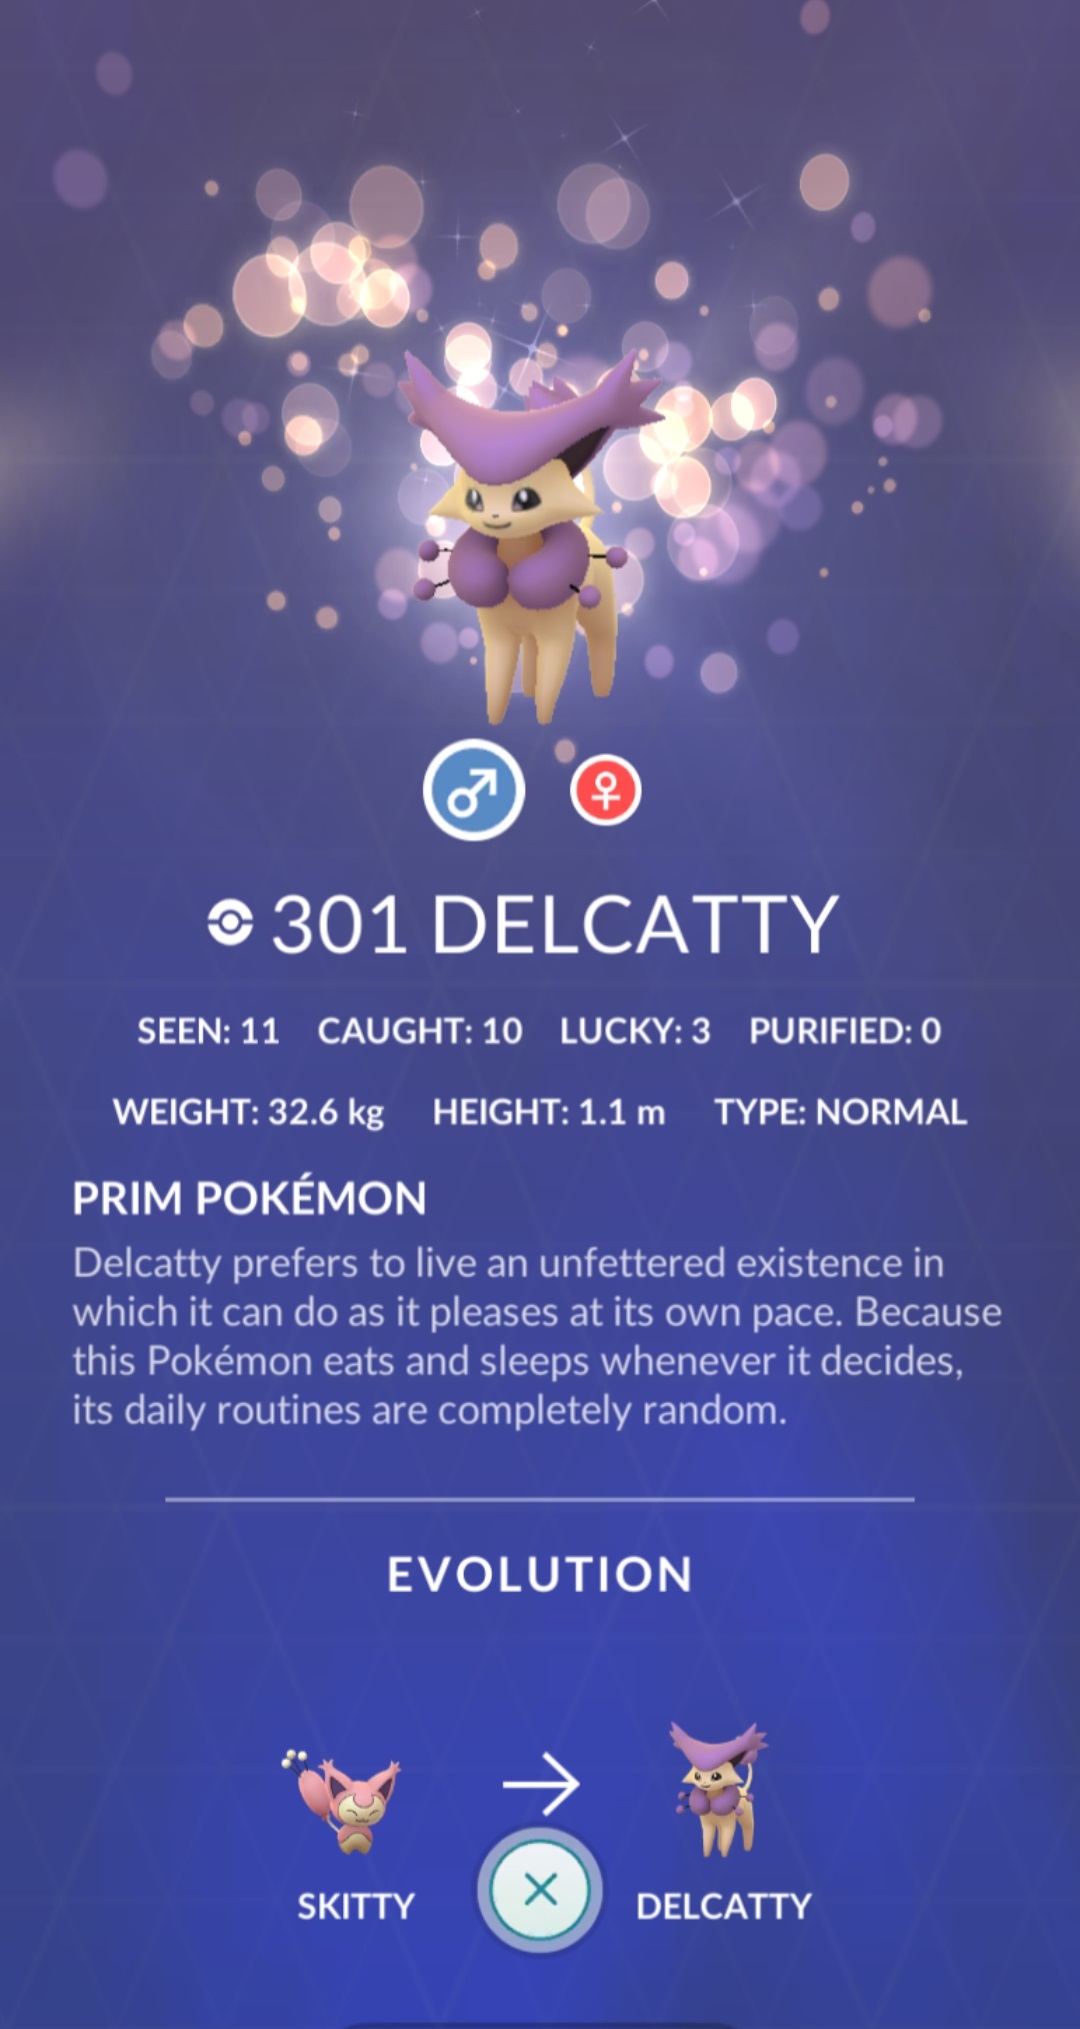 301 DELCATTY
SEEN: 11 CAUGHT: 10 LUCKY: 3 PURIFIED: 0
WEIGHT: 32.6 kg HEIGHT: 1.1 m TYPE: NORMAL
PRIM POKÉMON
Delcatty prefers to live an unfettered existence in
which it can do as it pleases at its own pace. Because
this Pokémon eats and sleeps whenever it decides,
its daily routines are completely random.
EVOLUTION
SKITTY DELCATTY